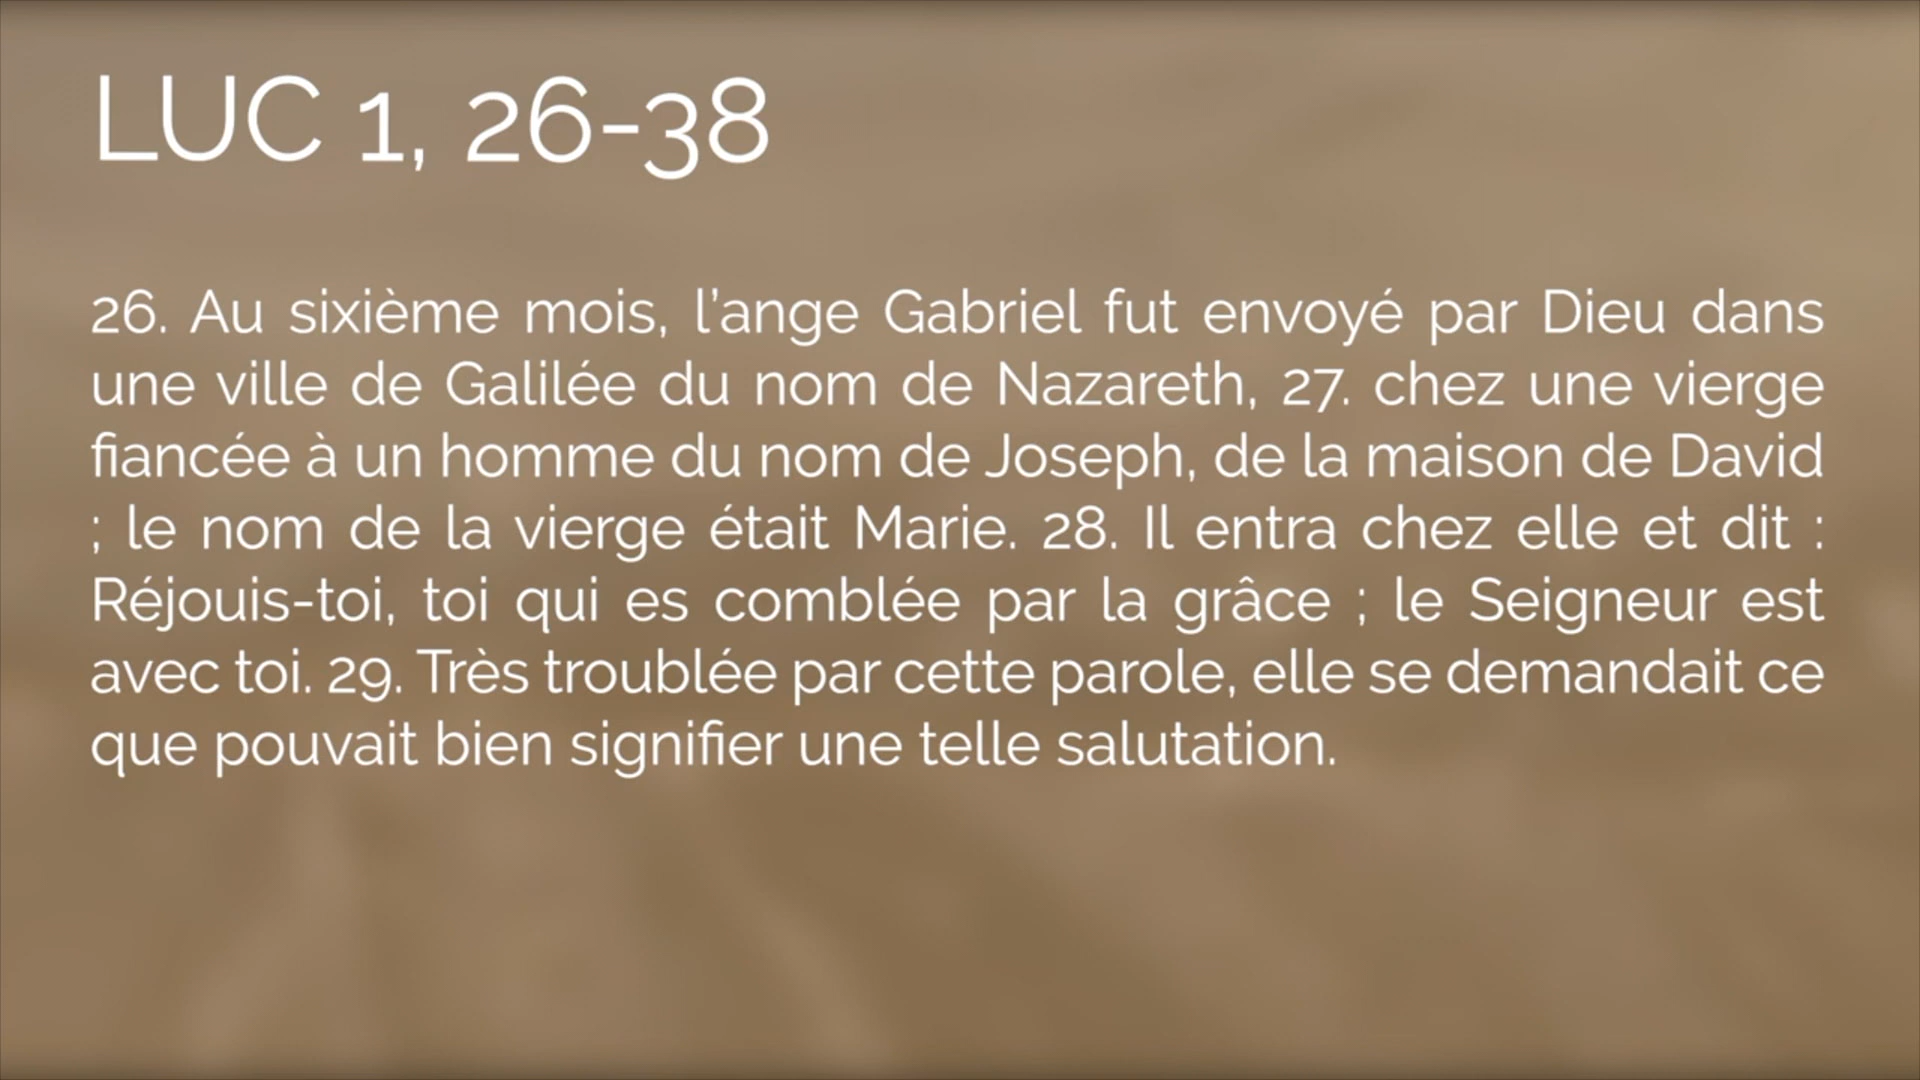 LUC 1, 26-38
26. Au sixième mois, l’ange Gabriel fut envoyé par Dieu dans
une ville de Galilée du nom de Nazareth, 27. chez une vierge
fiancée à un homme du nom de Joseph, de la maison de David
; le nom de la vierge était Marie. 28. Il entra chez elle et dit :
Réjouis-toi, toi qui es comblée par la grâce ; le Seigneur est
avec toi. 29. Très troublée par cette parole, elle se demandait ce
que pouvait bien signifier une telle salutation.